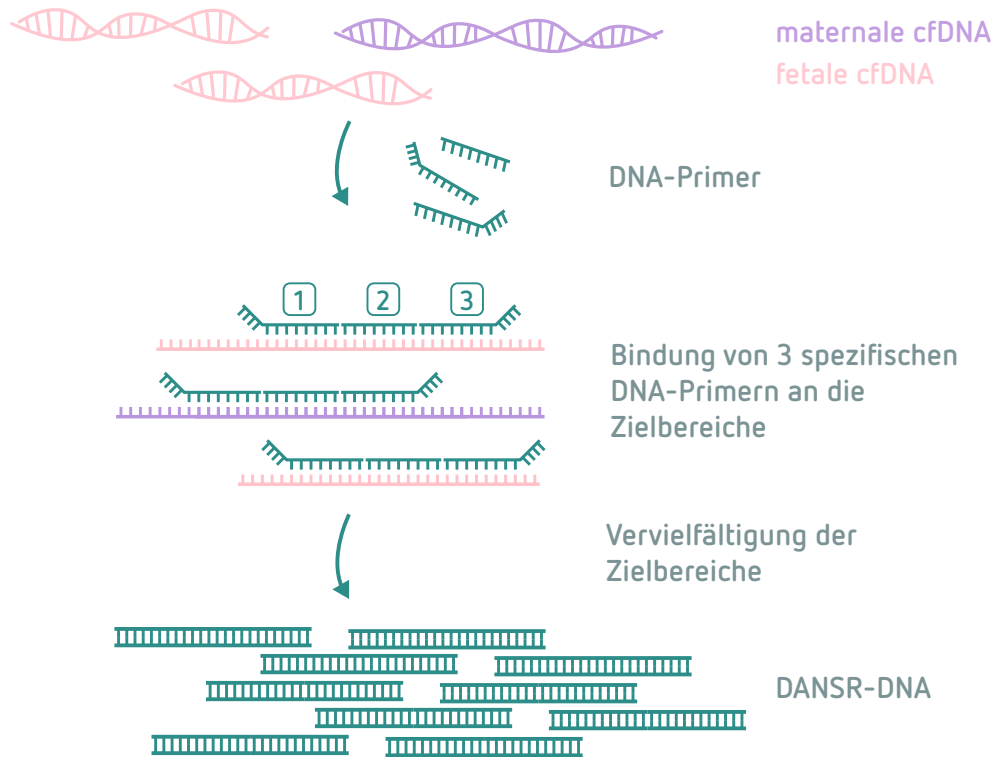 maternale cfDNA
fetale cfDNA
DNA-Primer
1 2 3
Bindung von 3 spezifischen
DNA-Primern an die
Zielbereiche
Vervielfältigung der
Zielbereiche
DANSR-DNA